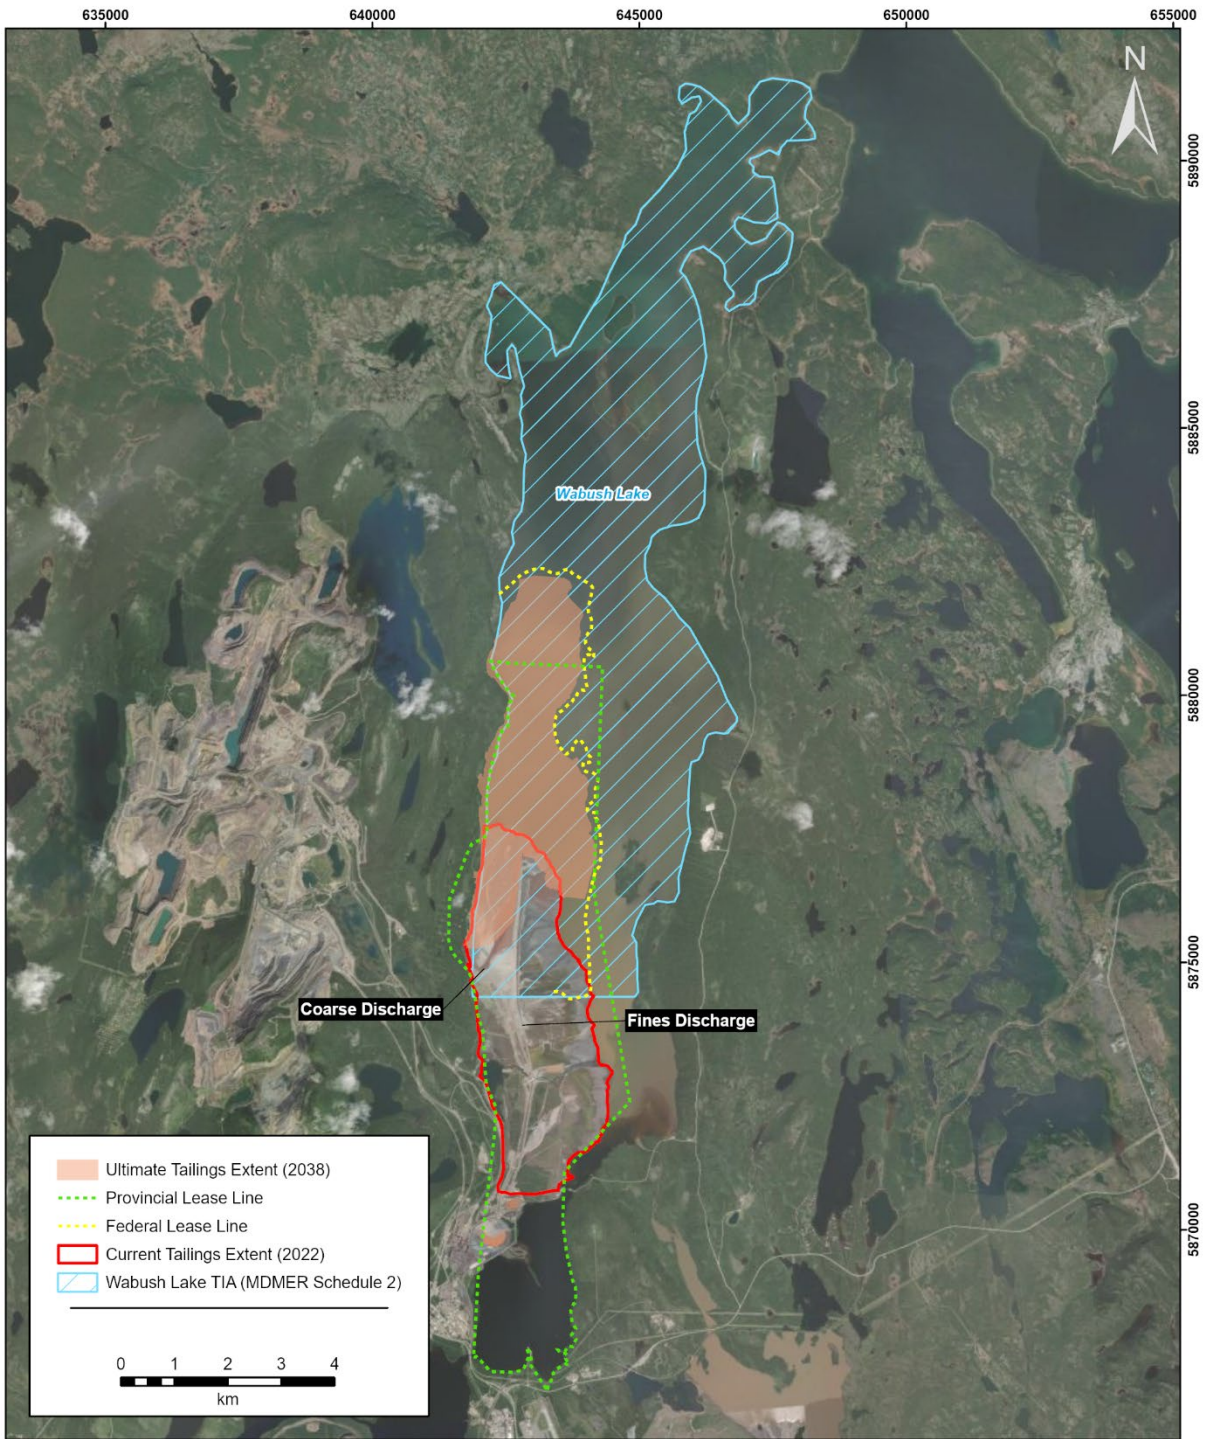 635000
640000
645000
650000
655000
N
5890000
5885000
Wabush Lake
5880000
5875000
Coarse Discharge
Fines Discharge
5870000
Ultimate Tailings Extent (2038)
Provincial Lease Line
Federal Lease Line
Current Tailings Extent (2022)
Wabush Lake TIA (MDMER Schedule 2)
0 1 2 3 4
km